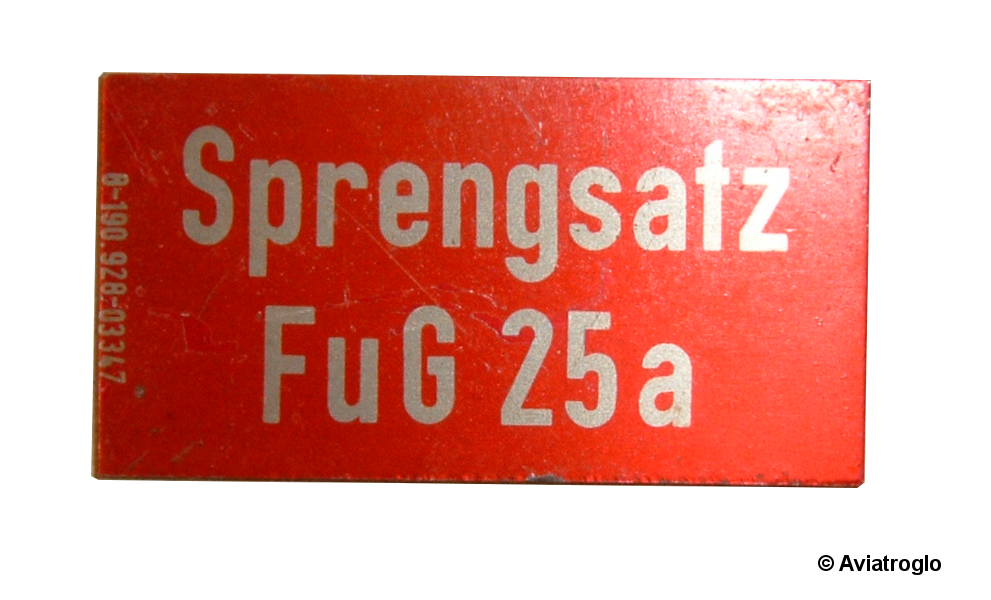 Sprengsatz
FuG 25a
8-190.928-03347
© Aviatroglo